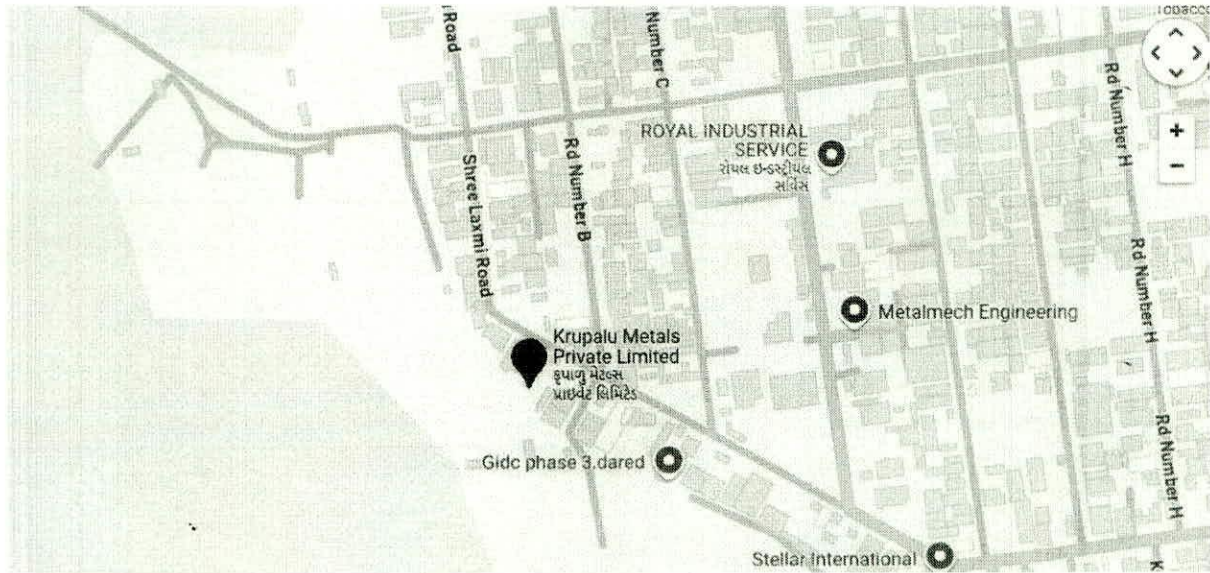 Tobacco
Road
Number C
Rd Number H
ROYAL INDUSTRIAL
SERVICE
રોયલ ઇન્ડસ્ટ્રીયલ
સર્વિસ
+
−
Shree Laxmi Road
Rd Number B
Rd Number H
Metalmech Engineering
Krupalu Metals
Private Limited
કૃપાળુ મેટલ્સ
પ્રાઇવેટ લિમિટેડ
Rd Number H
Gidc phase 3.dared
Stellar International
K